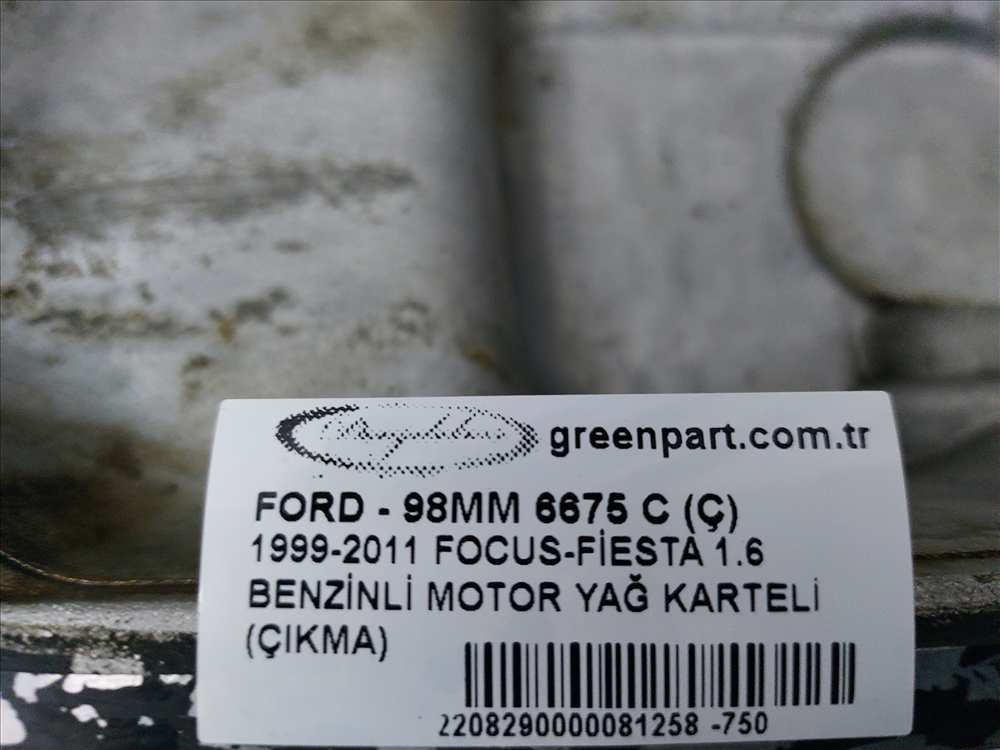 greenpart.com.tr
FORD - 98MM 6675 C (Ç)
1999-2011 FOCUS-FİESTA 1.6
BENZİNLİ MOTOR YAĞ KARTELİ
(ÇIKMA)
2208290000081258 -750